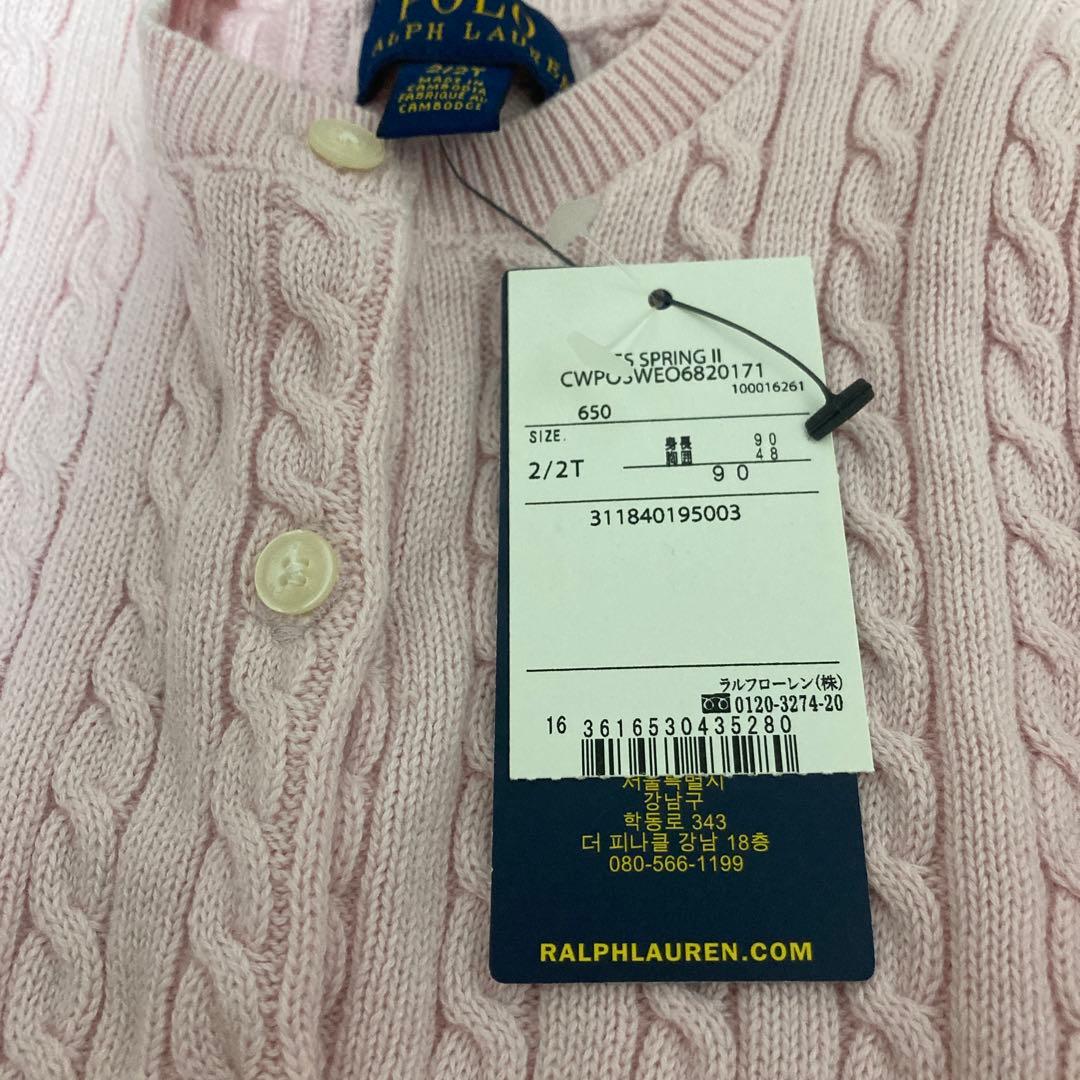 POLO
RALPH LAUREN
2/2T
MADE IN
CAMBODIA
FABRIQUE AU
CAMBODGE
SPRING II
CWPOSWEO6820171
100016261
650
SIZE.
身長 90
胸囲 48
2/2T
90
311840195003
ラルフローレン(株)
0120-3274-20
16 3616530435280
서울특별시
강남구
학동로 343
더 피나클 강남 18층
080-566-1199
RALPHLAUREN.COM